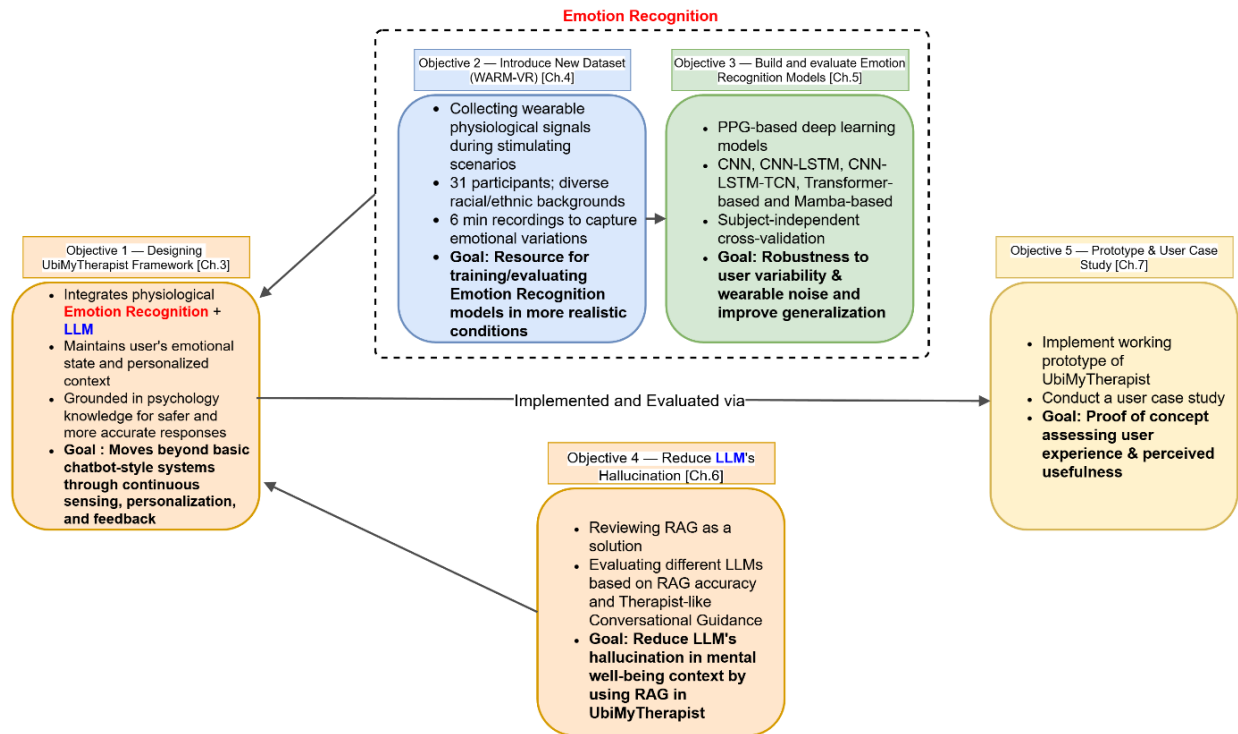 Emotion Recognition
Objective 2 — Introduce New Dataset
(WARM-VR) [Ch.4]
• Collecting wearable
physiological signals
during stimulating
scenarios
• 31 participants; diverse
racial/ethnic backgrounds
• 6 min recordings to capture
emotional variations
• Goal: Resource for
training/evaluating
Emotion Recognition
models in more realistic
conditions
Objective 3 — Build and evaluate Emotion
Recognition Models [Ch.5]
• PPG-based deep learning
models
• CNN, CNN-LSTM, CNN-
LSTM-TCN, Transformer-
based and Mamba-based
• Subject-independent
cross-validation
• Goal: Robustness to
user variability &
wearable noise and
improve generalization
Objective 1 — Designing
UbiMyTherapist Framework [Ch.3]
• Integrates physiological
Emotion Recognition +
LLM
• Maintains user's emotional
state and personalized
context
• Grounded in psychology
knowledge for safer and
more accurate responses
• Goal : Moves beyond basic
chatbot-style systems
through continuous
sensing, personalization,
and feedback
Implemented and Evaluated via
Objective 5 — Prototype & User Case
Study [Ch.7]
• Implement working
prototype of
UbiMyTherapist
• Conduct a user case study
• Goal: Proof of concept
assessing user
experience & perceived
usefulness
Objective 4 — Reduce LLM's
Hallucination [Ch.6]
• Reviewing RAG as a
solution
• Evaluating different LLMs
based on RAG accuracy
and Therapist-like
Conversational Guidance
• Goal: Reduce LLM's
hallucination in mental
well-being context by
using RAG in
UbiMyTherapist